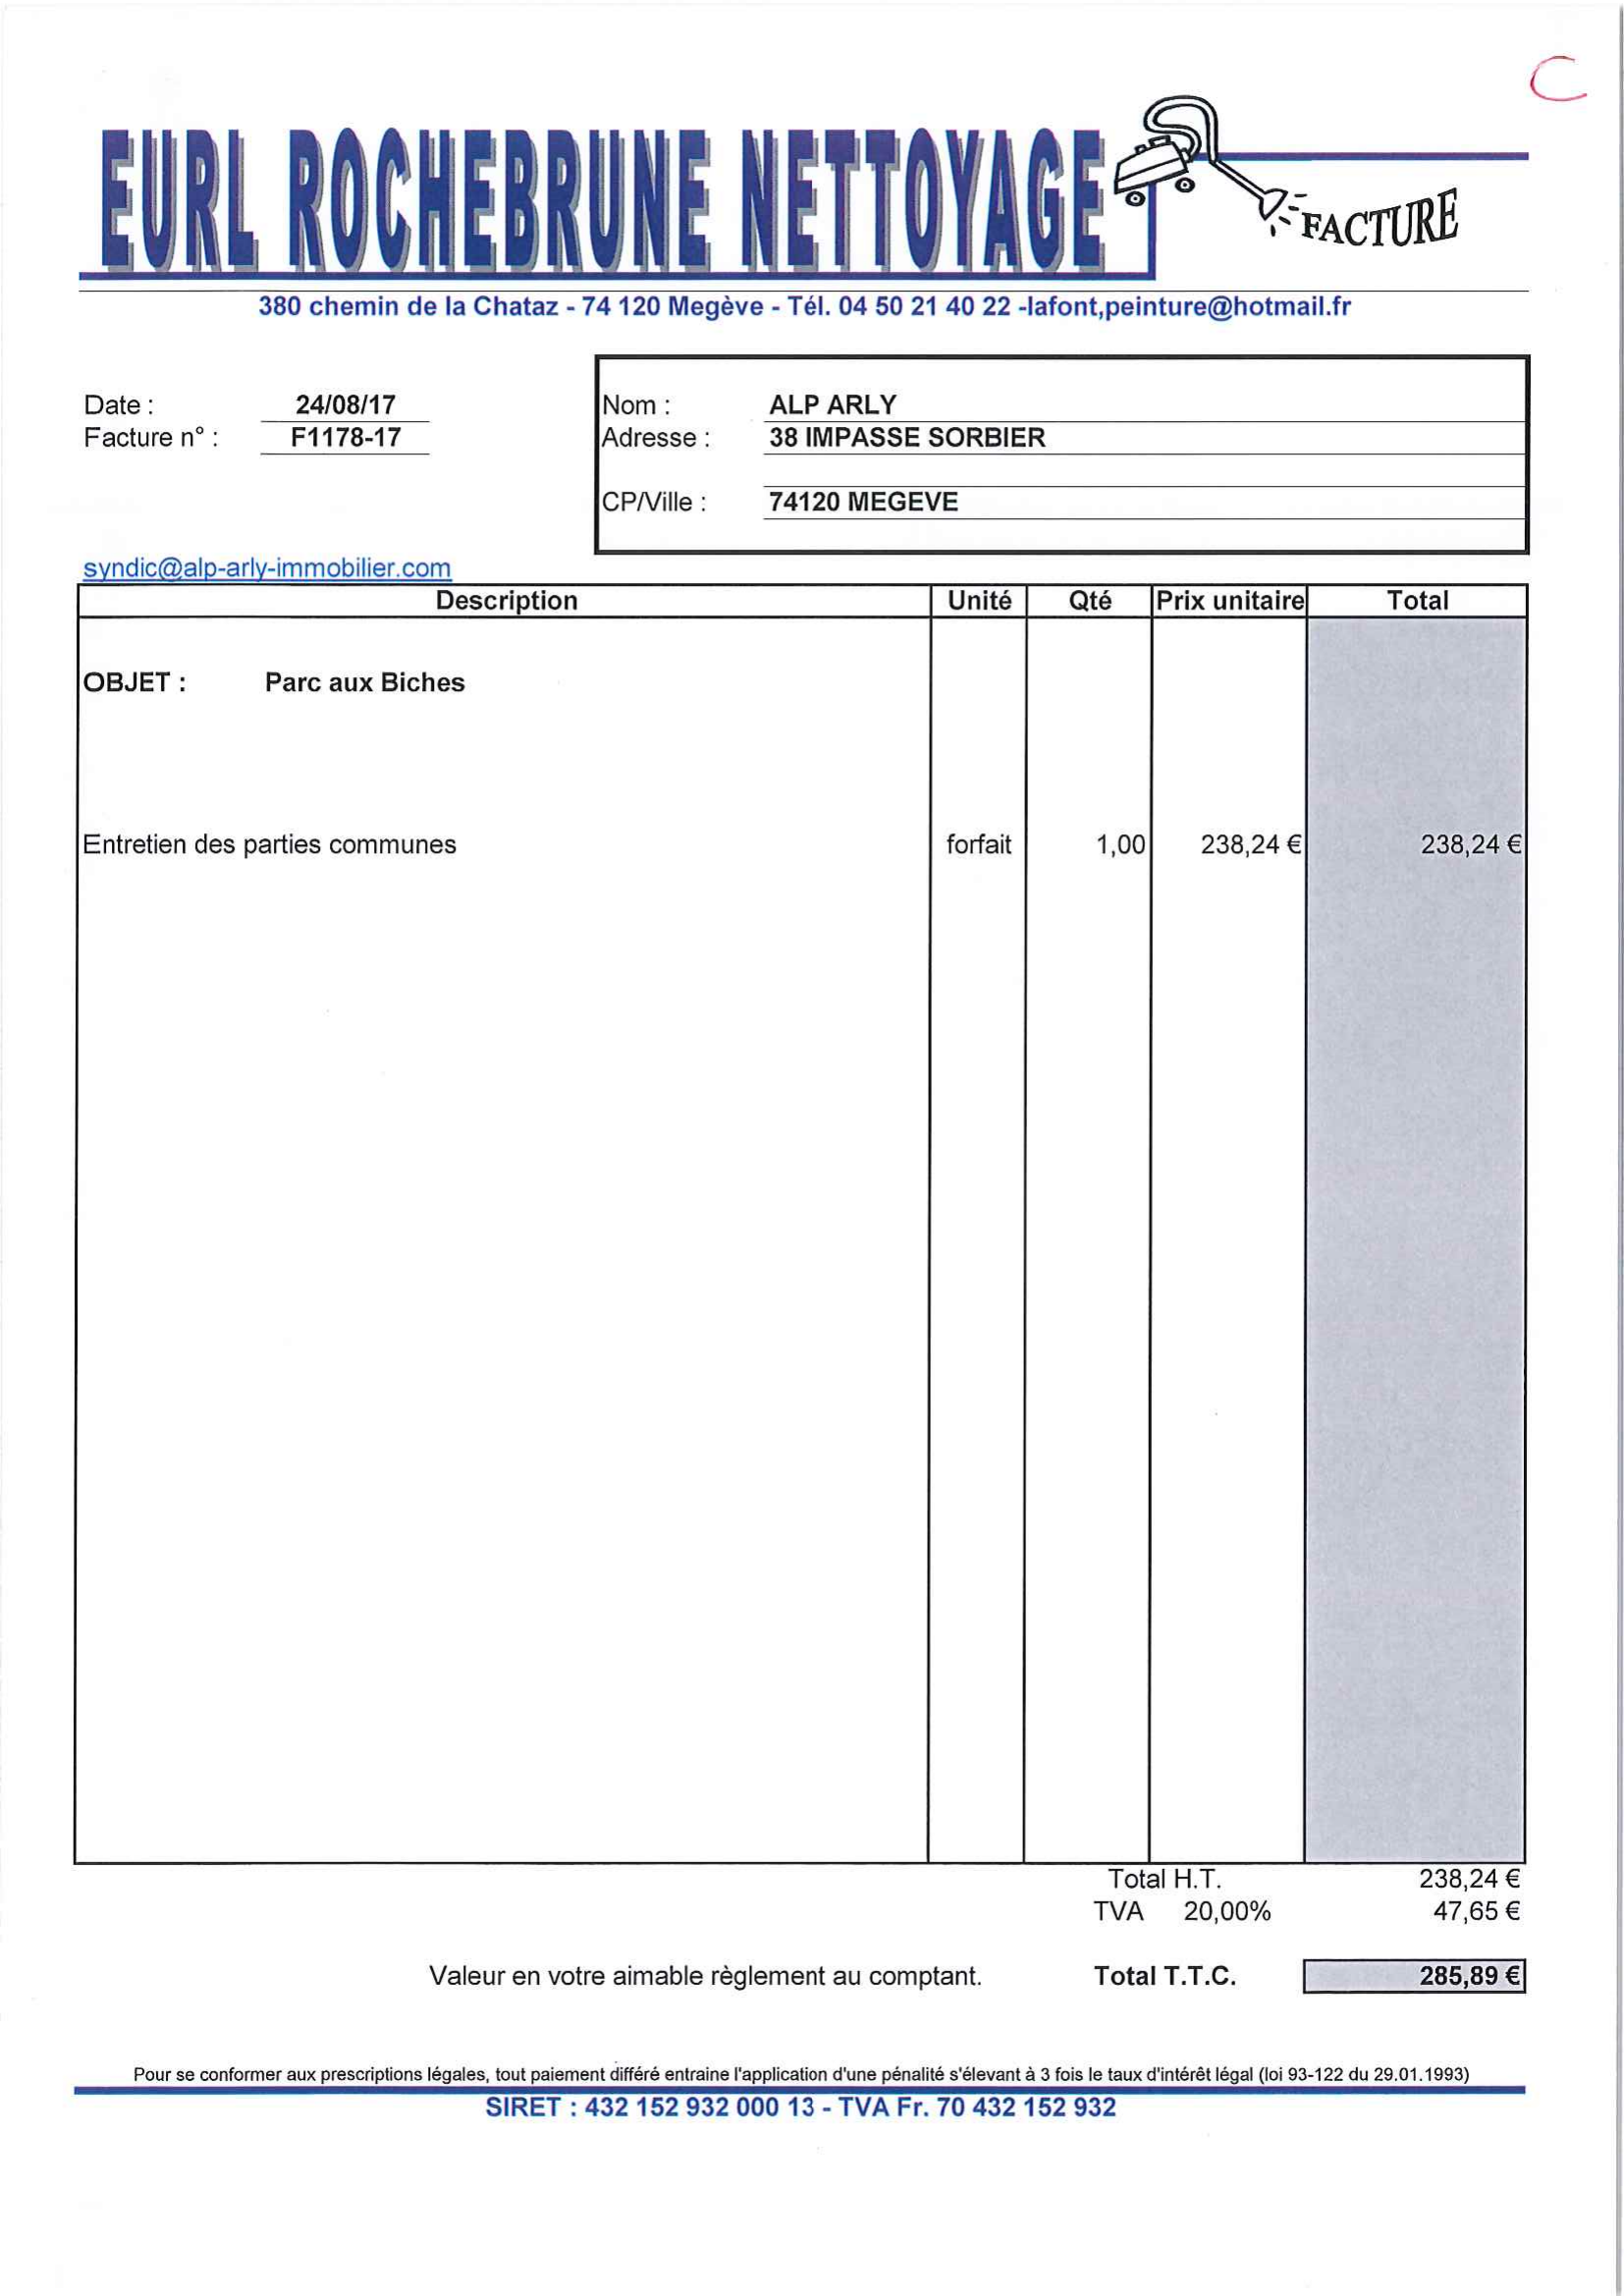 C
EURL ROCHEBRUNE NETTOYAGE
FACTURE
380 chemin de la Chataz - 74 120 Megève - Tél. 04 50 21 40 22 -lafont,peinture@hotmail.fr
Date : 24/08/17
Facture n° : F1178-17
Nom : ALP ARLY
Adresse : 38 IMPASSE SORBIER
CP/Ville : 74120 MEGEVE
syndic@alp-arly-immobilier.com
Description Unité Qté Prix unitaire Total
OBJET : Parc aux Biches
Entretien des parties communes forfait 1,00 238,24 € 238,24 €
Total H.T. 238,24 €
TVA 20,00% 47,65 €
Valeur en votre aimable règlement au comptant. Total T.T.C. 285,89 €
Pour se conformer aux prescriptions légales, tout paiement différé entraine l'application d'une pénalité s'élevant à 3 fois le taux d'intérêt légal (loi 93-122 du 29.01.1993)
SIRET : 432 152 932 000 13 - TVA Fr. 70 432 152 932